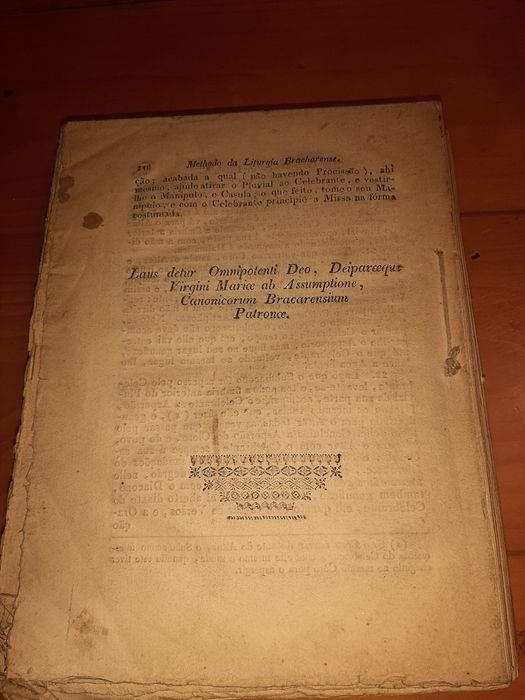 Methodo da Liturgia Bracharense.
ção; acabada a qual (não havendo Procissão), ahi
mesmo, ajude atirar o Pluvial ao Celebrante, e vestir-
lho o Manipulo, e Casula; o que feito, tome o seu Ma-
nipulo, e com o Celebrante principie a Missa na fórma
costumada.
Laus detur Omnipotenti Deo, Deiparæque
Virgini Mariæ ab Assumptione,
Canonicorum Bracarensium
Patronæ.